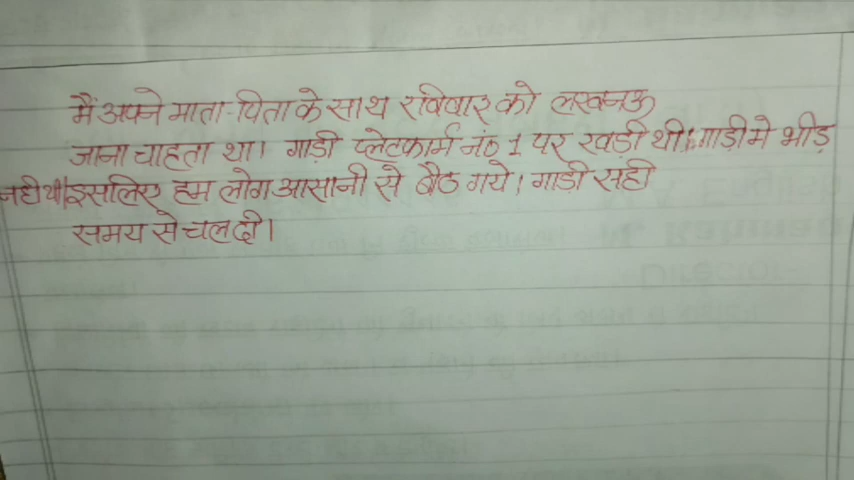 मैं अपने माता-पिता के साथ रविवार को लखनऊ
जाना चाहता था। गाड़ी प्लेटफार्म नं० 1 पर खड़ी थी। गाड़ी मे भीड़
नही थी। इसलिए हम लोग आसानी से बैठ गये। गाडी सही
समय से चल दी।